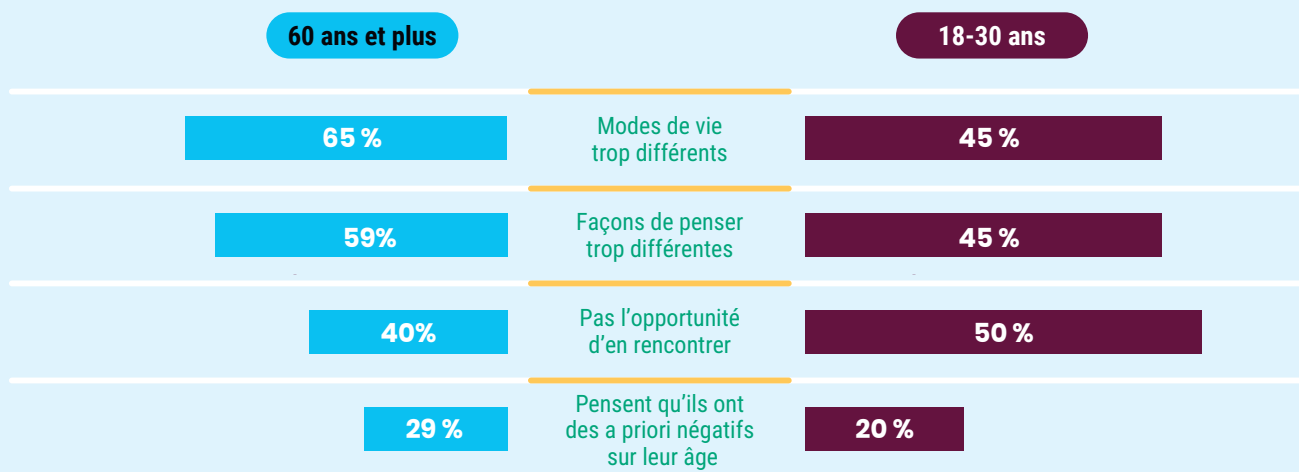 60 ans et plus
18-30 ans
65 %
Modes de vie
trop différents
45 %
59%
Façons de penser
trop différentes
45 %
40%
Pas l’opportunité
d’en rencontrer
50 %
29 %
Pensent qu’ils ont
des a priori négatifs
sur leur âge
20 %